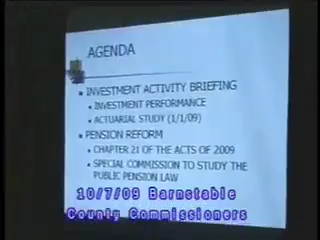 AGENDA
INVESTMENT ACTIVITY BRIEFING
INVESTMENT PERFORMANCE
ACTUARIAL STUDY (1/1/09)
PENSION REFORM
CHAPTER 21 OF THE ACTS OF 2009
SPECIAL COMMISSION TO STUDY THE
PUBLIC PENSION LAW
10/7/09 Barnstable
County Commissioners